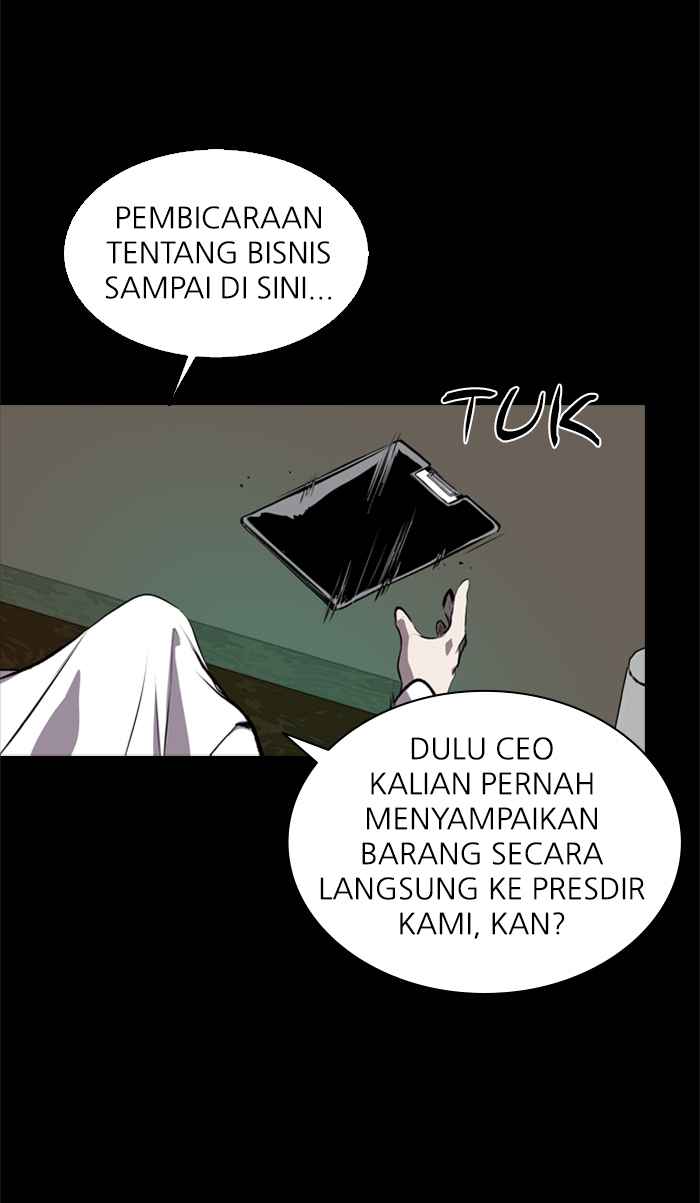 PEMBICARAAN
TENTANG BISNIS
SAMPAI DI SINI...
TUK
DULU CEO
KALIAN PERNAH
MENYAMPAIKAN
BARANG SECARA
LANGSUNG KE PRESDIR
KAMI, KAN?